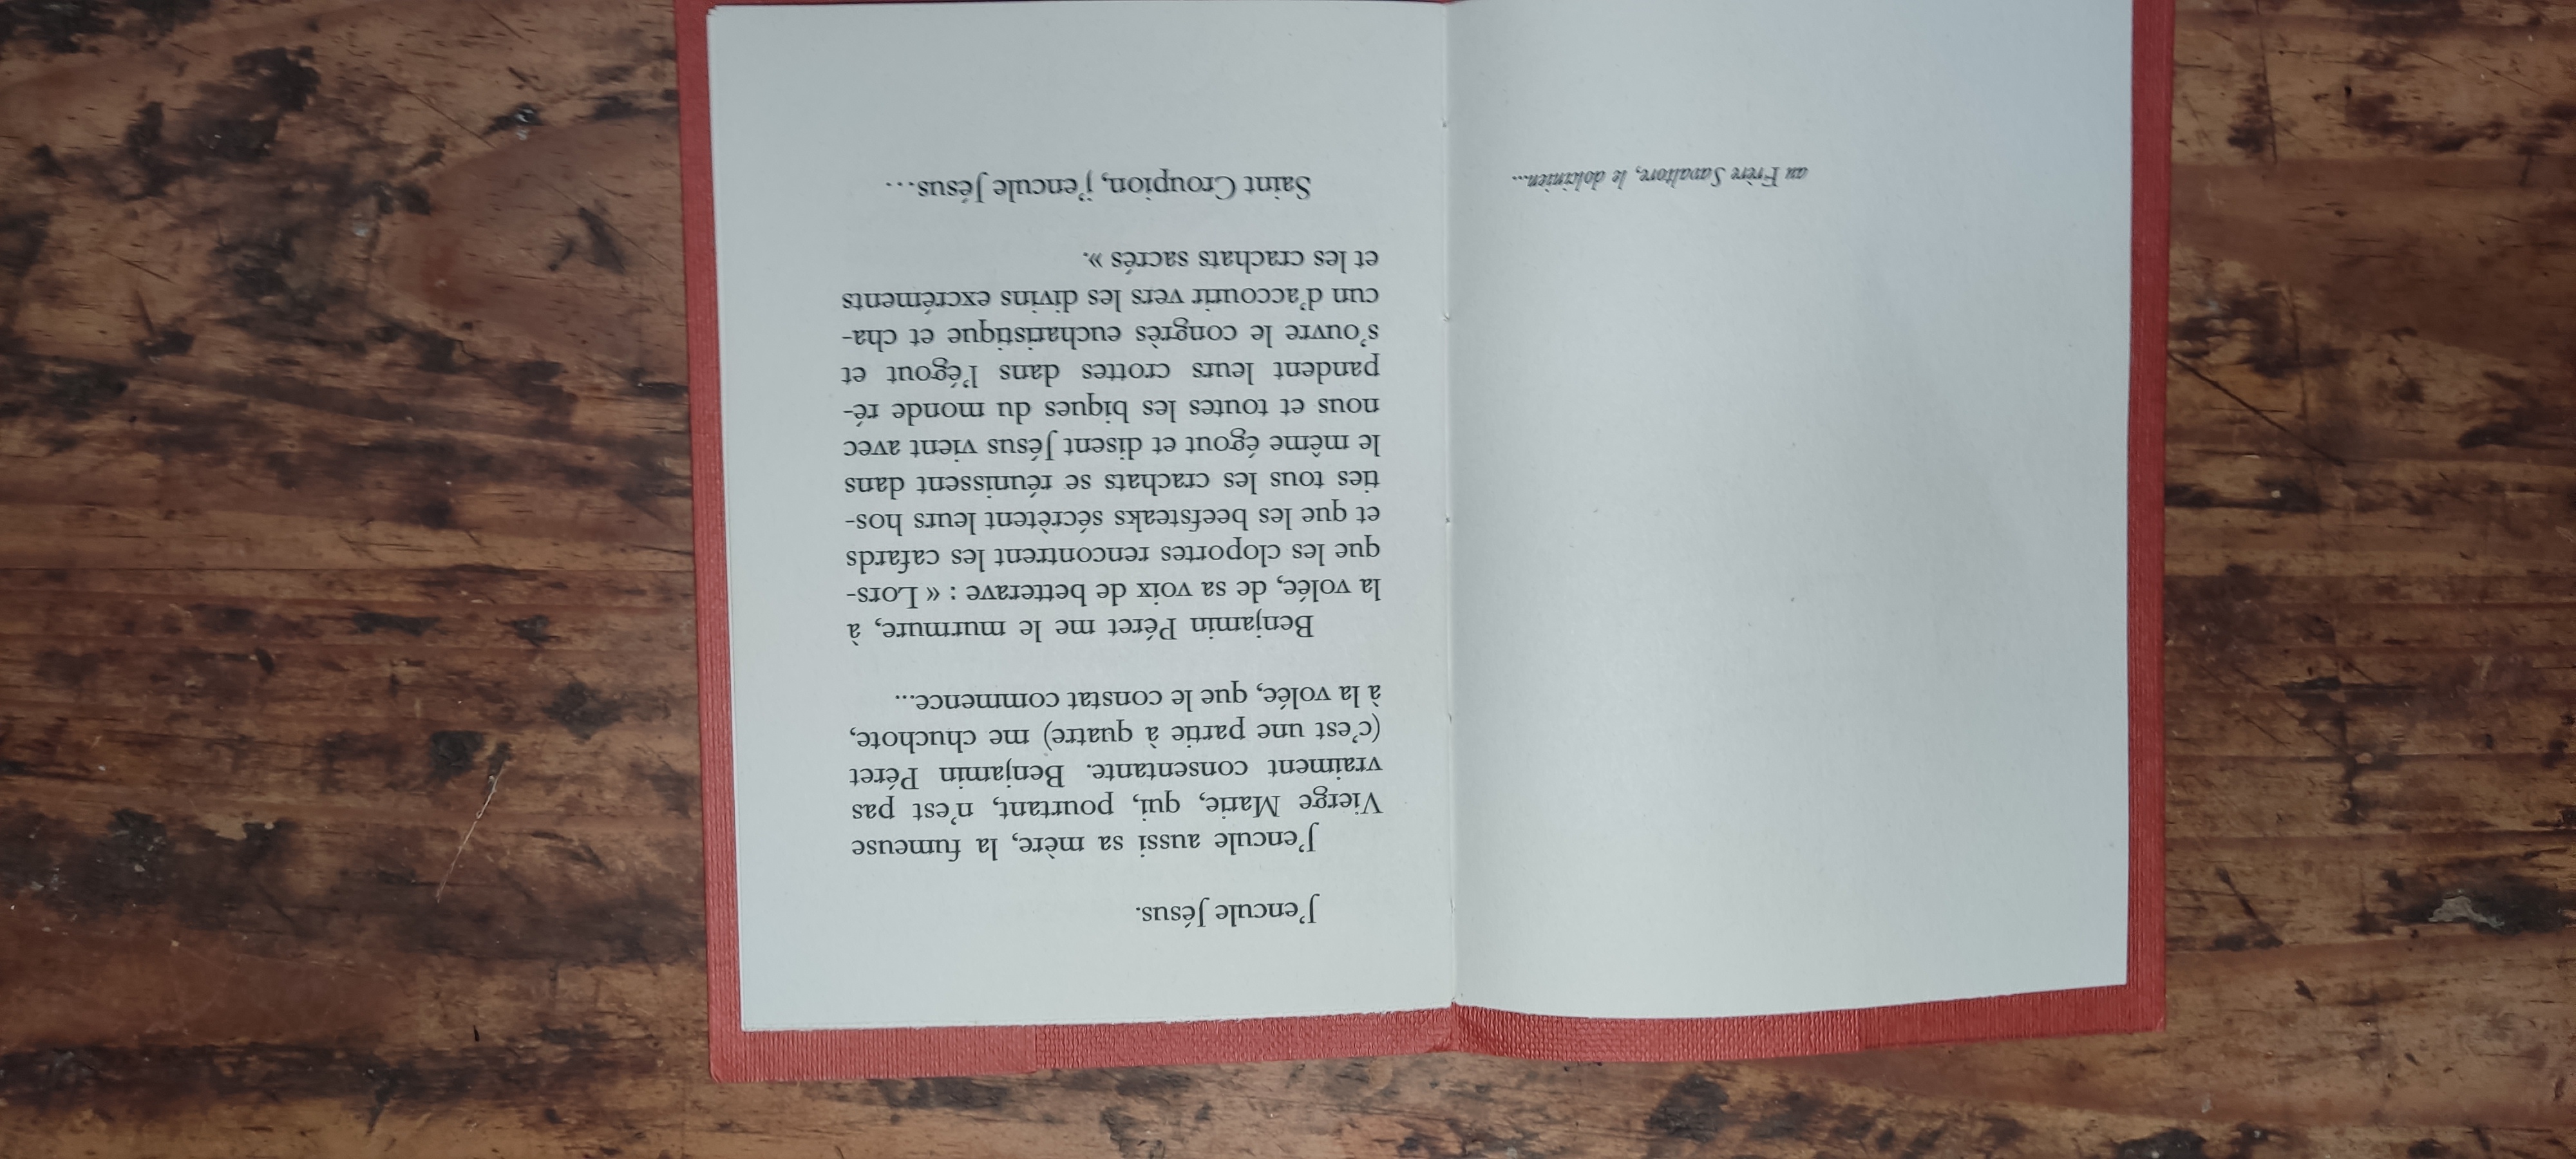 au Frère Savaltore, le dolcinien...
J'encule Jésus.
J'encule aussi sa mère, la fumeuse
Vierge Marie, qui, pourtant, n'est pas
vraiment consentante. Benjamin Péret
(c'est une partie à quatre) me chuchote,
à la volée, que le constat commence...
Benjamin Péret me le murmure, à
la volée, de sa voix de betterave : « Lors-
que les cloportes rencontrent les cafards
et que les beefsteaks sécrètent leurs hos-
ties tous les crachats se réunissent dans
le même égout et disent Jésus vient avec
nous et toutes les biques du monde ré-
pandent leurs crottes dans l'égout et
s'ouvre le congrès eucharistique et cha-
cun d'accourir vers les divins excréments
et les crachats sacrés ».
Saint Croupion, j'encule Jésus...